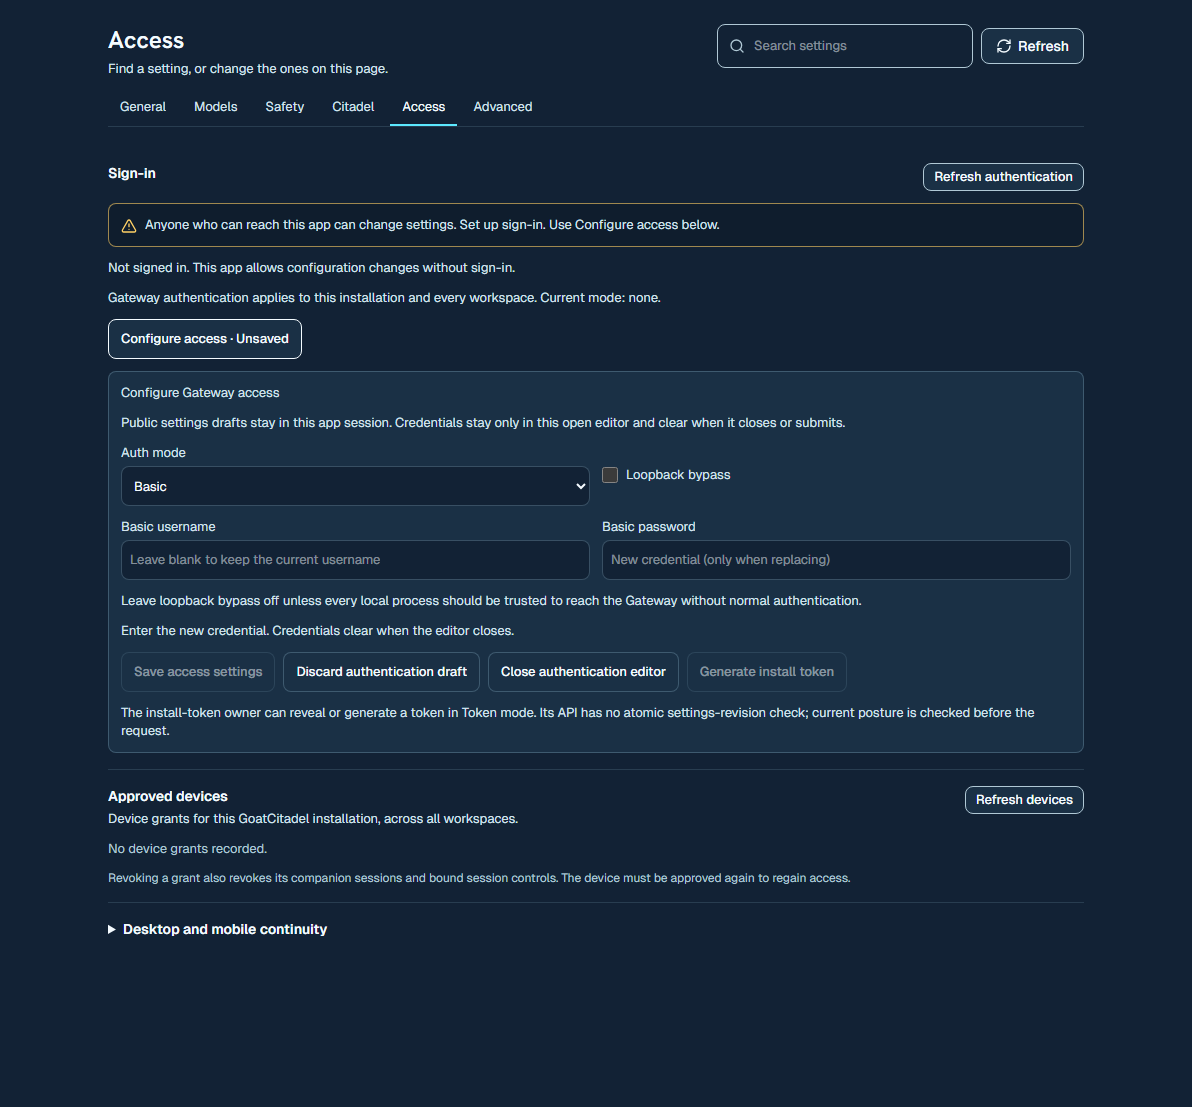 Access
Find a setting, or change the ones on this page.
Search settings
Refresh
General
Models
Safety
Citadel
Access
Advanced
Sign-in
Refresh authentication
Anyone who can reach this app can change settings. Set up sign-in. Use Configure access below.
Not signed in. This app allows configuration changes without sign-in.
Gateway authentication applies to this installation and every workspace. Current mode: none.
Configure access · Unsaved
Configure Gateway access
Public settings drafts stay in this app session. Credentials stay only in this open editor and clear when it closes or submits.
Auth mode
Basic
Loopback bypass
Basic username
Basic password
Leave blank to keep the current username
New credential (only when replacing)
Leave loopback bypass off unless every local process should be trusted to reach the Gateway without normal authentication.
Enter the new credential. Credentials clear when the editor closes.
Save access settings
Discard authentication draft
Close authentication editor
Generate install token
The install-token owner can reveal or generate a token in Token mode. Its API has no atomic settings-revision check; current posture is checked before the
request.
Approved devices
Refresh devices
Device grants for this GoatCitadel installation, across all workspaces.
No device grants recorded.
Revoking a grant also revokes its companion sessions and bound session controls. The device must be approved again to regain access.
Desktop and mobile continuity